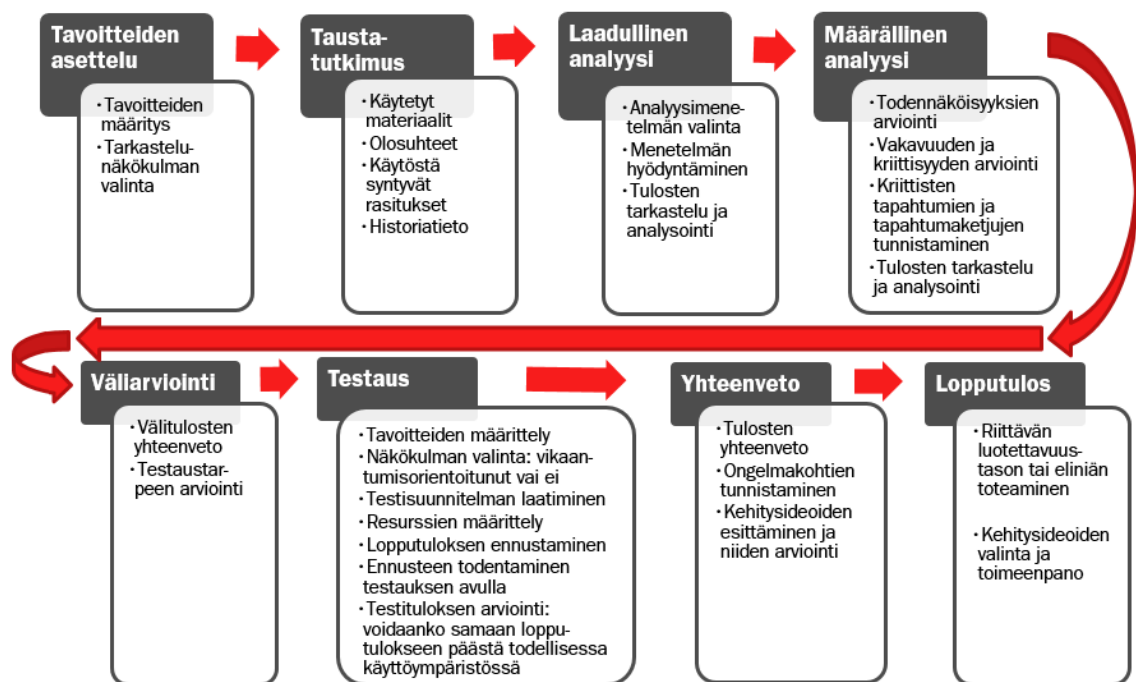 Tavoitteiden
asettelu
· Tavoitteiden
määritys
· Tarkastelu-
näkökulman
valinta
Tausta-
tutkimus
· Käytetyt
materiaalit
· Olosuhteet
· Käytöstä
syntyvät
rasitukset
· Historiatieto
Laadullinen
analyysi
· Analyysimene-
telmän valinta
· Menetelmän
hyödyntäminen
· Tulosten
tarkastelu ja
analysointi
Määrällinen
analyysi
· Todennäköisyyksien
arviointi
· Vakavuuden ja
kriittisyyden arviointi
· Kriittisten
tapahtumien ja
tapahtumaketjujen
tunnistaminen
· Tulosten tarkastelu
ja analysointi
Väliarviointi
· Välitulosten
yhteenveto
· Testaustar-
peen arviointi
Testaus
· Tavoitteiden määrittely
· Näkökulman valinta: vikaan-
tumisorientoitunut vai ei
· Testisuunnitelman laatiminen
· Resurssien määrittely
· Lopputuloksen ennustaminen
· Ennusteen todentaminen
testauksen avulla
· Testituloksen arviointi:
voidaanko samaan loppu-
tulokseen päästä todellisessa
käyttöympäristössä
Yhteenveto
· Tulosten
yhteenveto
· Ongelmakohtien
tunnistaminen
· Kehitysideoiden
esittäminen ja
niiden arviointi
Lopputulos
· Riittävän
luotettavuus-
tason tai eliniän
toteaminen
· Kehitysideoiden
valinta ja
toimeenpano